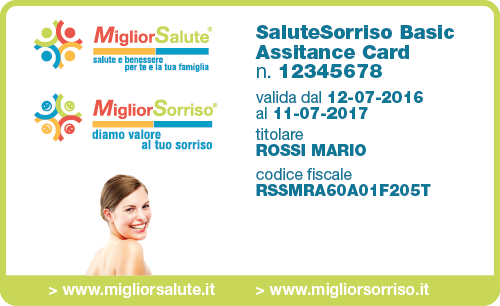 MigliorSalute®
salute e benessere
per te e la tua famiglia
MigliorSorriso®
diamo valore
al tuo sorriso
SaluteSorriso Basic
Assitance Card
n. 12345678
valida dal 12-07-2016
al 11-07-2017
titolare
ROSSI MARIO
codice fiscale
RSSMRA60A01F205T
> www.migliorsalute.it
> www.migliorsorriso.it